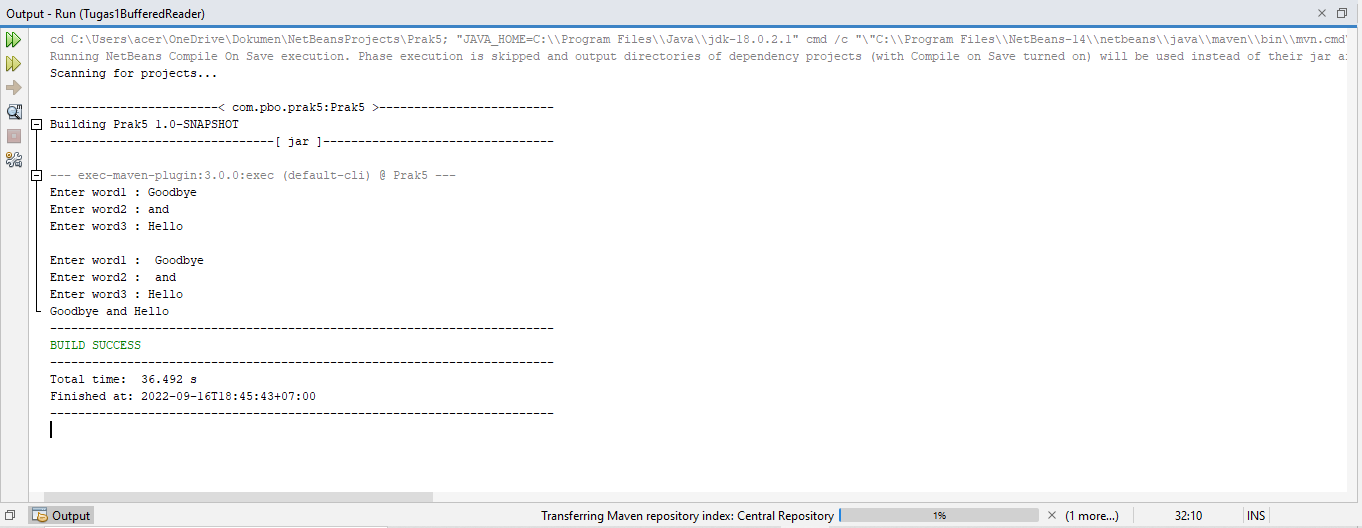 Output - Run (Tugas1BufferedReader)
cd C:\Users\acer\OneDrive\Dokumen\NetBeansProjects\Prak5; "JAVA_HOME=C:\\Program Files\\Java\\jdk-18.0.2.1" cmd /c "\"C:\\Program Files\\NetBeans-14\\netbeans\\java\\maven\\bin\\mvn.cmd\
Running NetBeans Compile On Save execution. Phase execution is skipped and output directories of dependency projects (with Compile on Save turned on) will be used instead of their jar a
Scanning for projects...
------------------------< com.pbo.prak5:Prak5 >-------------------------
Building Prak5 1.0-SNAPSHOT
--------------------------------[ jar ]---------------------------------
--- exec-maven-plugin:3.0.0:exec (default-cli) @ Prak5 ---
Enter word1 : Goodbye
Enter word2 : and
Enter word3 : Hello
Enter word1 :  Goodbye
Enter word2 :  and
Enter word3 : Hello
Goodbye and Hello
------------------------------------------------------------------------
BUILD SUCCESS
------------------------------------------------------------------------
Total time:  36.492 s
Finished at: 2022-09-16T18:45:43+07:00
------------------------------------------------------------------------
Output
Transferring Maven repository index: Central Repository
1%
(1 more...)
32:10
INS